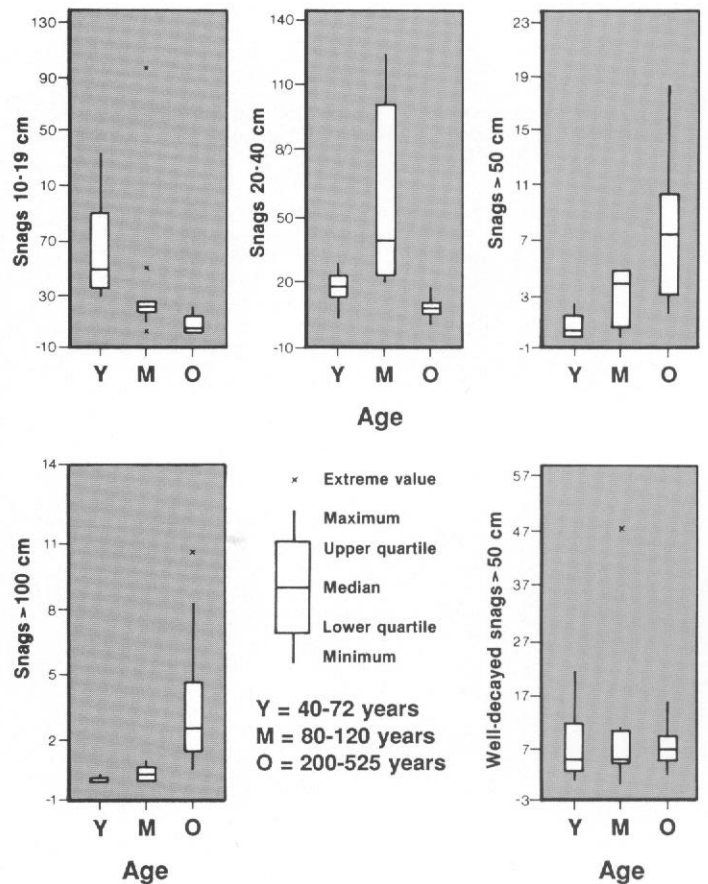 Snags 10-19 cm
130
90
50
10
70
30
-10
Y M O
Snags 20-40 cm
140
110
80
50
20
-10
Y M O
Age
Snags > 50 cm
23
19
15
11
7
3
-1
Y M O
Snags > 100 cm
14
11
8
5
2
-1
Y M O
Age
× Extreme value
Maximum
Upper quartile
Median
Lower quartile
Minimum
Y = 40-72 years
M = 80-120 years
O = 200-525 years
Well-decayed snags > 50 cm
57
47
37
27
17
7
-3
Y M O
Age